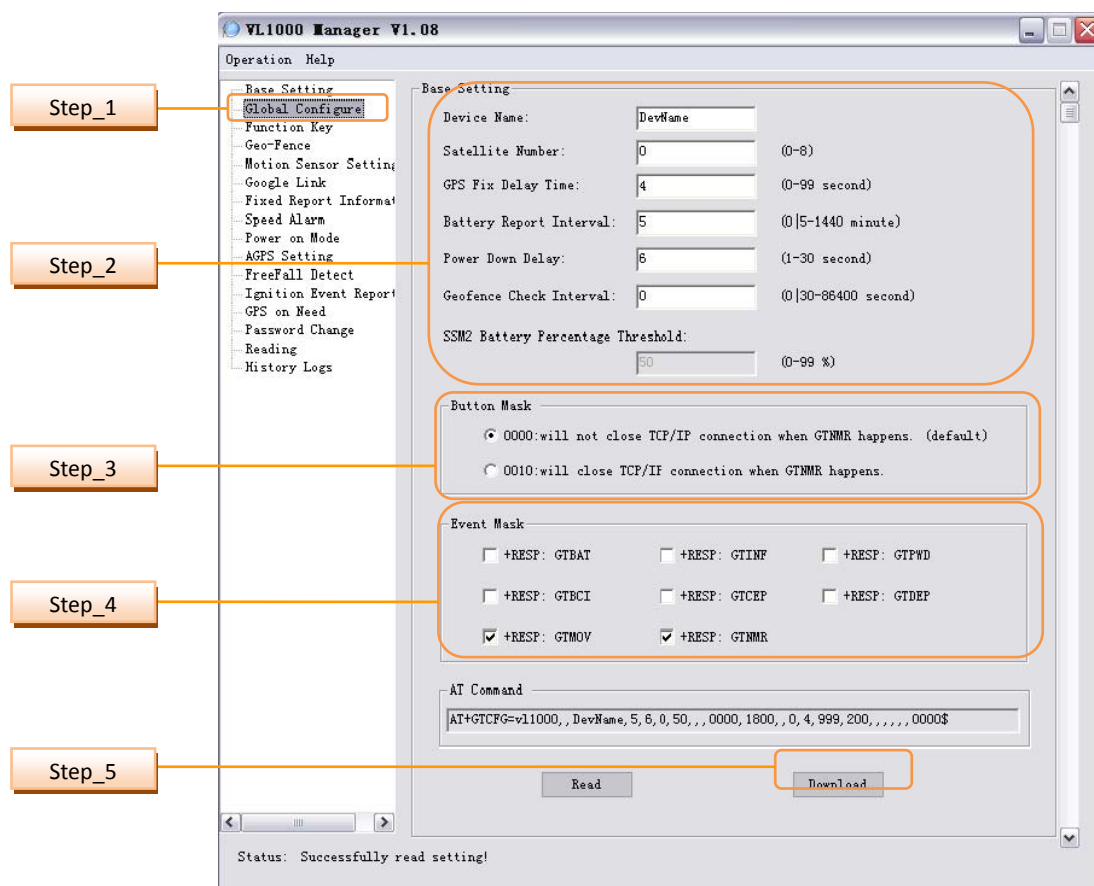 VL1000 Manager V1.08
Operation Help
Step_1
Step_2
Step_3
Step_4
Step_5
Base Setting
Global Configure
Function Key
Geo-Fence
Motion Sensor Setting
Google Link
Fixed Report Informat
Speed Alarm
Power on Mode
AGPS Setting
FreeFall Detect
Ignition Event Report
GPS on Need
Password Change
Reading
History Logs
Base Setting
Device Name: DevName
Satellite Number: 0 (0-8)
GPS Fix Delay Time: 4 (0-99 second)
Battery Report Interval: 5 (0|5-1440 minute)
Power Down Delay: 6 (1-30 second)
Geofence Check Interval: 0 (0|30-86400 second)
SSM2 Battery Percentage Threshold:
50 (0-99 %)
Button Mask
0000:will not close TCP/IP connection when GTNMR happens. (default)
0010:will close TCP/IP connection when GTNMR happens.
Event Mask
+RESP: GTBAT +RESP: GTINF +RESP: GTPWD
+RESP: GTBCI +RESP: GTCEP +RESP: GTDEP
+RESP: GTMOV +RESP: GTNMR
AT Command
AT+GTCFG=vl1000,,DevName,5,6,0,50,,,0000,1800,,0,4,999,200,,,,,,0000$
Read Download
Status: Successfully read setting!